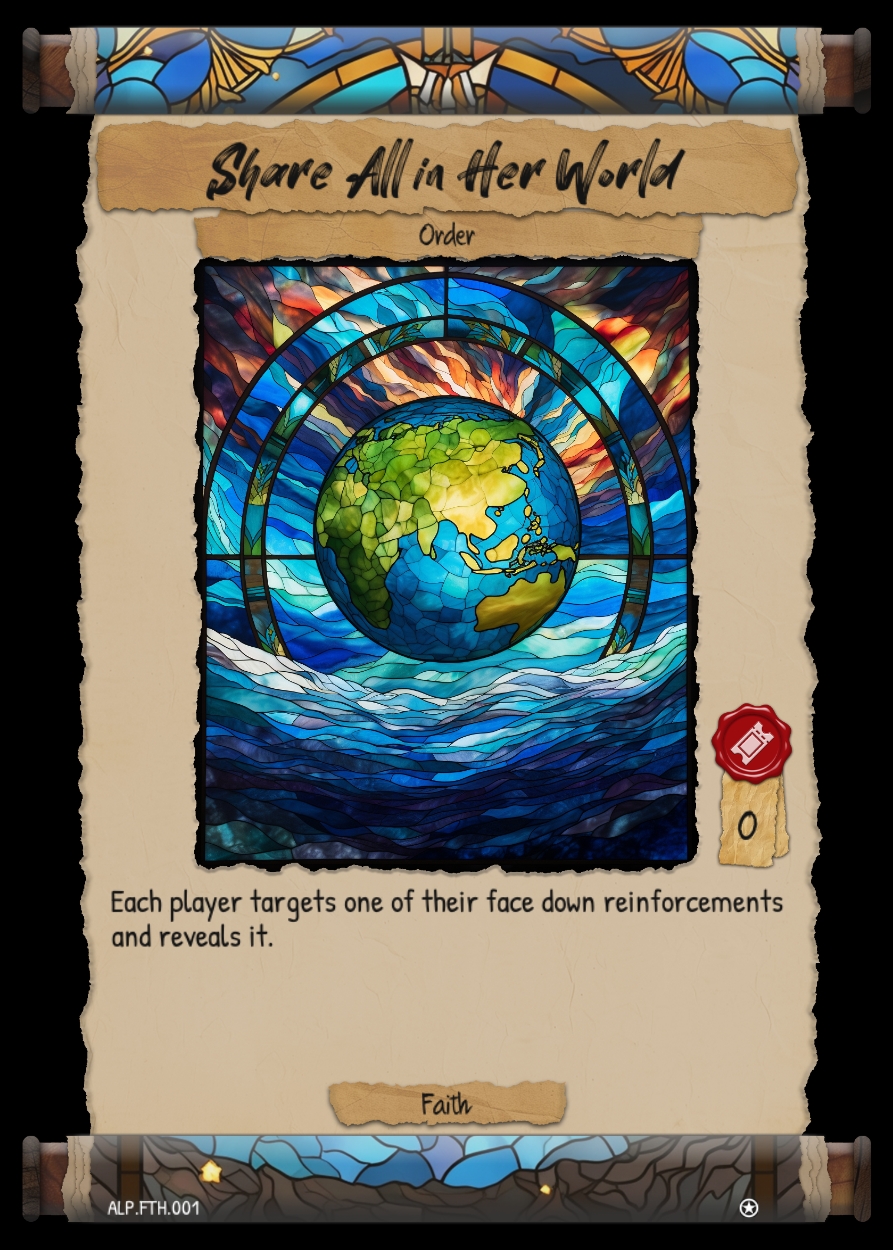 Share All in Her World
Order
0
Each player targets one of their face down reinforcements
and reveals it.
Faith
ALP.FTH.001